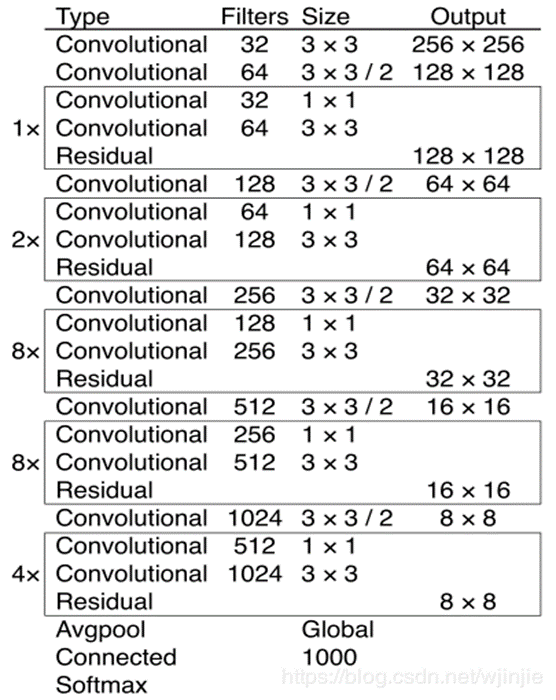 Type Filters Size Output
Convolutional 32 3 × 3 256 × 256
Convolutional 64 3 × 3 / 2 128 × 128
Convolutional 32 1 × 1
1× Convolutional 64 3 × 3
Residual 128 × 128
Convolutional 128 3 × 3 / 2 64 × 64
Convolutional 64 1 × 1
2× Convolutional 128 3 × 3
Residual 64 × 64
Convolutional 256 3 × 3 / 2 32 × 32
Convolutional 128 1 × 1
8× Convolutional 256 3 × 3
Residual 32 × 32
Convolutional 512 3 × 3 / 2 16 × 16
Convolutional 256 1 × 1
8× Convolutional 512 3 × 3
Residual 16 × 16
Convolutional 1024 3 × 3 / 2 8 × 8
Convolutional 512 1 × 1
4× Convolutional 1024 3 × 3
Residual 8 × 8
Avgpool Global
Connected 1000
Softmax
https://blog.csdn.net/wjinjie